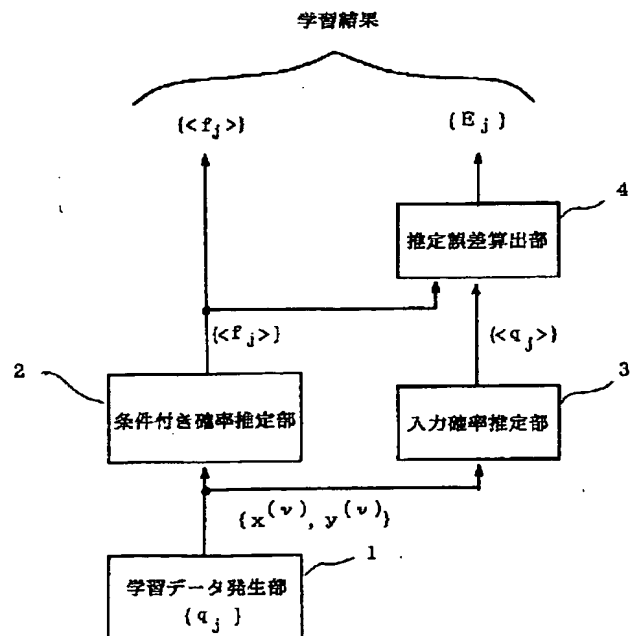 学習結果
{<f_j>}
{E_j}
4
推定誤差算出部
{<f_j>}
{<q_j>}
2
3
条件付き確率推定部
入力確率推定部
{x^(ν), y^(ν)}
1
学習データ発生部
{q_j}